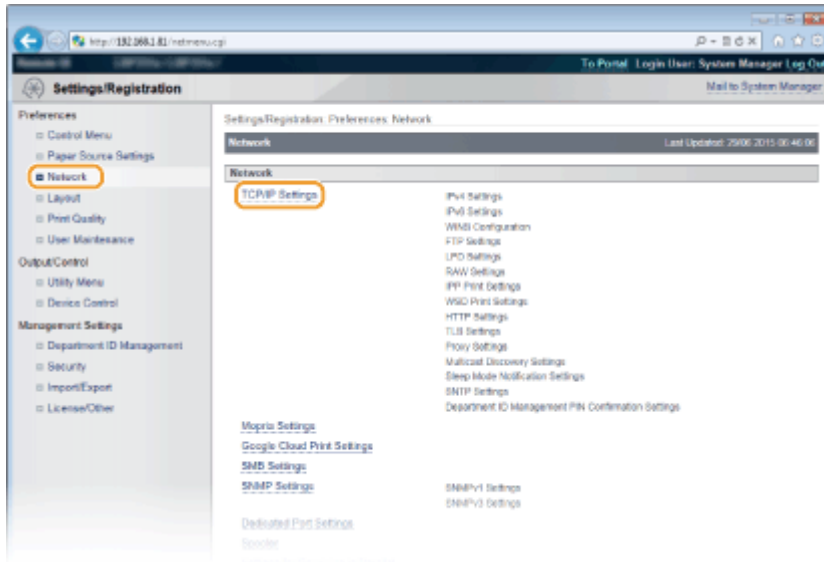 http://192.168.1.81/netmenu.cgi
To Portal Login User: System Manager Log Out
Settings/Registration
Mail to System Manager
Preferences
Control Menu
Paper Source Settings
Network
Layout
Print Quality
User Maintenance
Output/Control
Utility Menu
Device Control
Management Settings
Department ID Management
Security
Import/Export
License/Other
Settings/Registration: Preferences: Network
Network
Last Updated: 29/06 2015 06:46:06
Network
TCP/IP Settings
IPv4 Settings
IPv6 Settings
WINS Configuration
FTP Settings
LPD Settings
RAW Settings
IPP Print Settings
WSD Print Settings
HTTP Settings
TLS Settings
Proxy Settings
Multicast Discovery Settings
Sleep Mode Notification Settings
SNTP Settings
Department ID Management PIN Confirmation Settings
Mopria Settings
Google Cloud Print Settings
SMB Settings
SNMP Settings
SNMPv1 Settings
SNMPv3 Settings
Dedicated Port Settings
Spooler